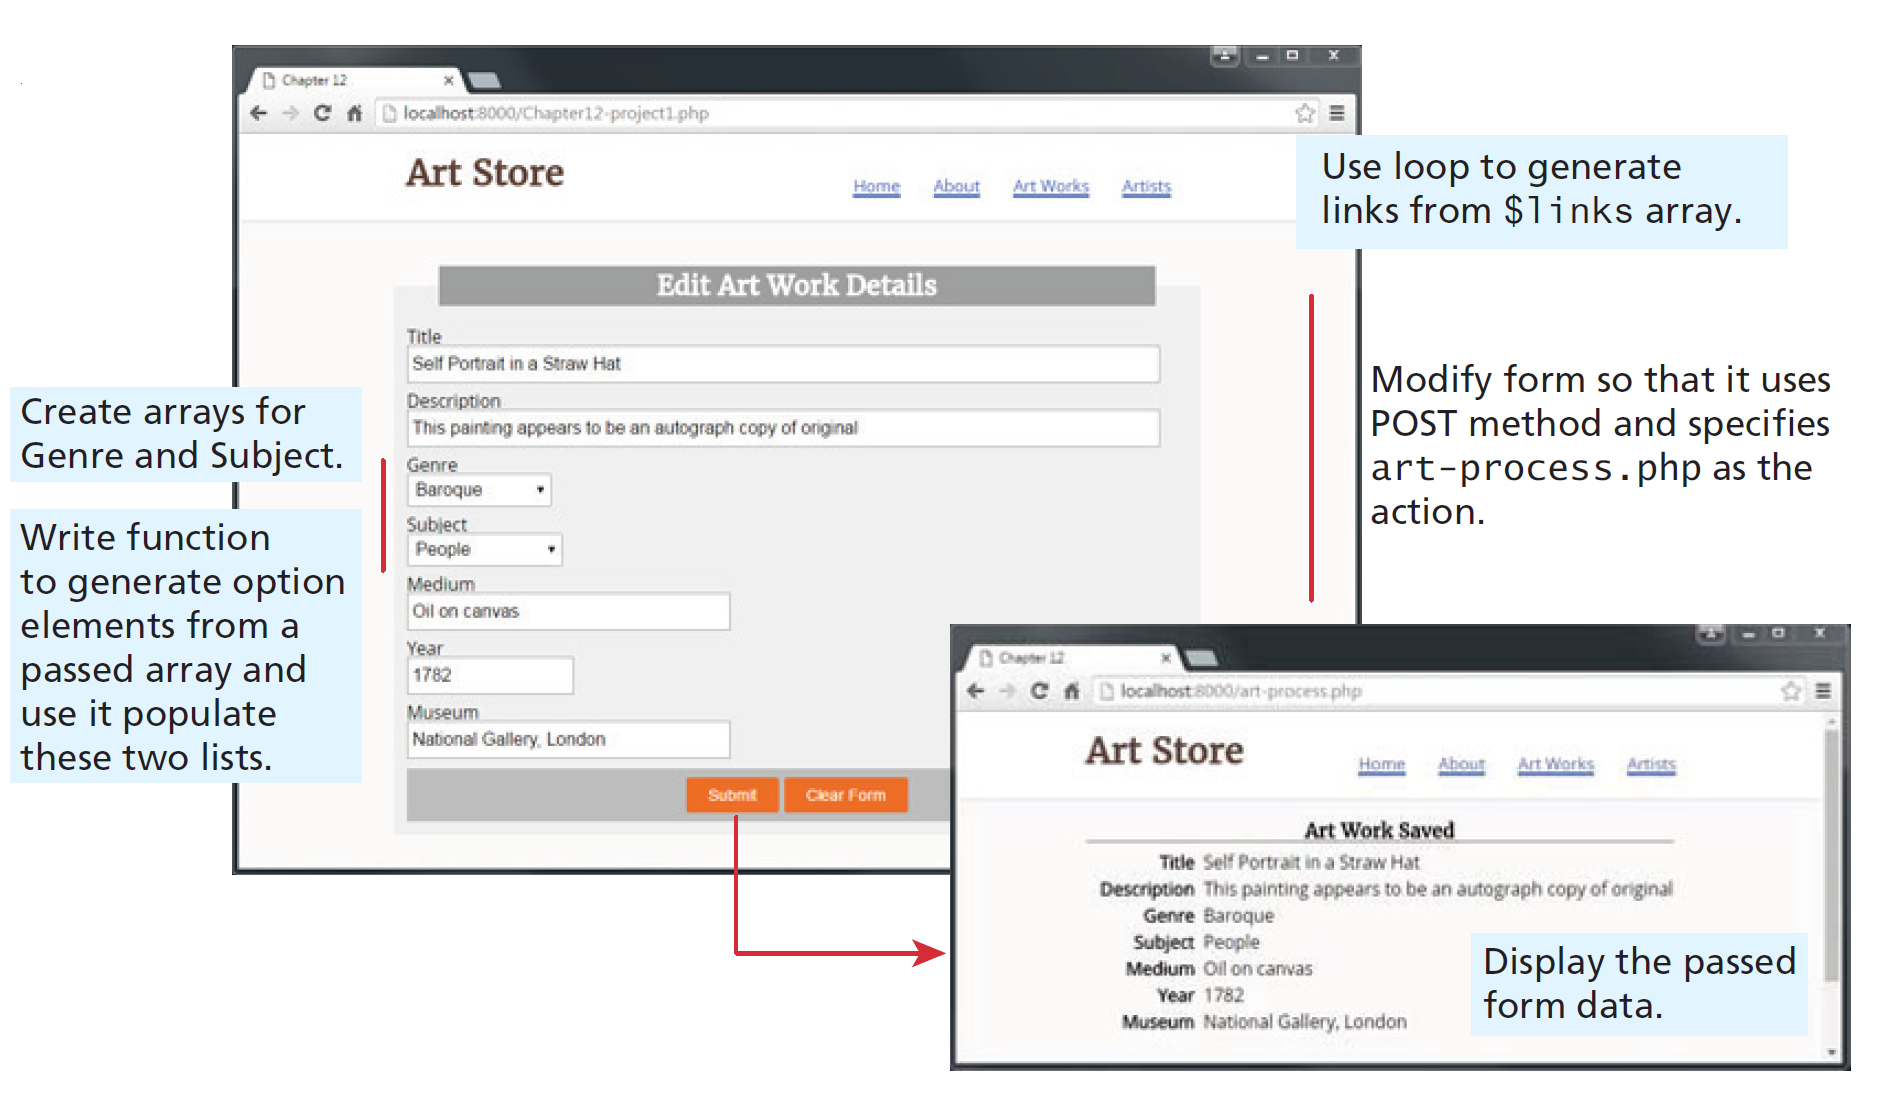 Chapter 12
localhost:8000/Chapter12-project1.php
Art Store
Home About Art Works Artists
Use loop to generate
links from $links array.
Edit Art Work Details
Title
Self Portrait in a Straw Hat
Description
This painting appears to be an autograph copy of original
Genre
Baroque
Subject
People
Medium
Oil on canvas
Year
1782
Museum
National Gallery, London
Submit Clear Form
Create arrays for
Genre and Subject.
Write function
to generate option
elements from a
passed array and
use it populate
these two lists.
Modify form so that it uses
POST method and specifies
art-process.php as the
action.
Chapter 12
localhost:8000/art-process.php
Art Store
Home About Art Works Artists
Art Work Saved
Title Self Portrait in a Straw Hat
Description This painting appears to be an autograph copy of original
Genre Baroque
Subject People
Medium Oil on canvas
Year 1782
Museum National Gallery, London
Display the passed
form data.